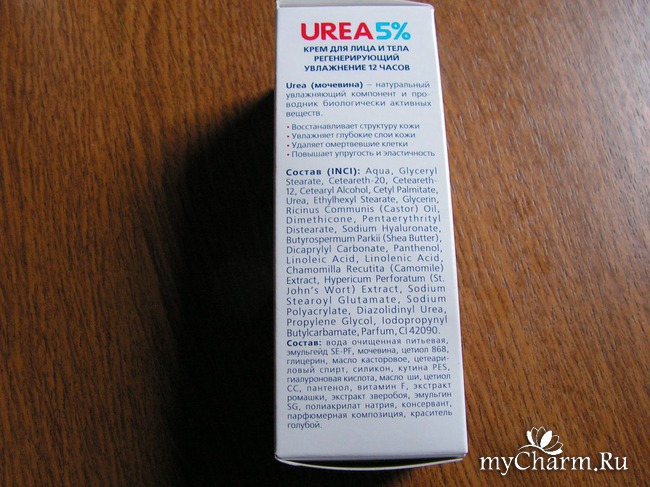 UREA5%
КРЕМ ДЛЯ ЛИЦА И ТЕЛА
РЕГЕНЕРИРУЮЩИЙ
УВЛАЖНЕНИЕ 12 ЧАСОВ
Urea (мочевина) – натуральный
увлажняющий компонент и про-
водник биологически активных
веществ.
• Восстанавливает структуру кожи
• Увлажняет глубокие слои кожи
• Удаляет омертвевшие клетки
• Повышает упругость и эластичность
Состав (INCI): Aqua, Glyceryl
Stearate, Ceteareth-20, Ceteareth-
12, Cetearyl Alcohol, Cetyl Palmitate,
Urea, Ethylhexyl Stearate, Glycerin,
Ricinus Communis (Castor) Oil,
Dimethicone, Pentaerythrityl
Distearate, Sodium Hyaluronate,
Butyrospermum Parkii (Shea Butter),
Dicaprylyl Carbonate, Panthenol,
Linoleic Acid, Linolenic Acid,
Chamomilla Recutita (Camomile)
Extract, Hypericum Perforatum (St.
John's Wort) Extract, Sodium
Stearoyl Glutamate, Sodium
Polyacrylate, Diazolidinyl Urea,
Propylene Glycol, Iodopropynyl
Butylcarbamate, Parfum, CI 42090.
Состав: вода очищенная питьевая,
эмульгейд SE-PF, мочевина, цетиол 868,
глицерин, масло касторовое, цетеари-
ловый спирт, силикон, кутина PES,
гиалуроновая кислота, масло ши, цетиол
СС, пантенол, витамин F, экстракт
ромашки, экстракт зверобоя, эмульгин
SG, полиакрилат натрия, консервант,
парфюмерная композиция, краситель
голубой.
myCharm.Ru